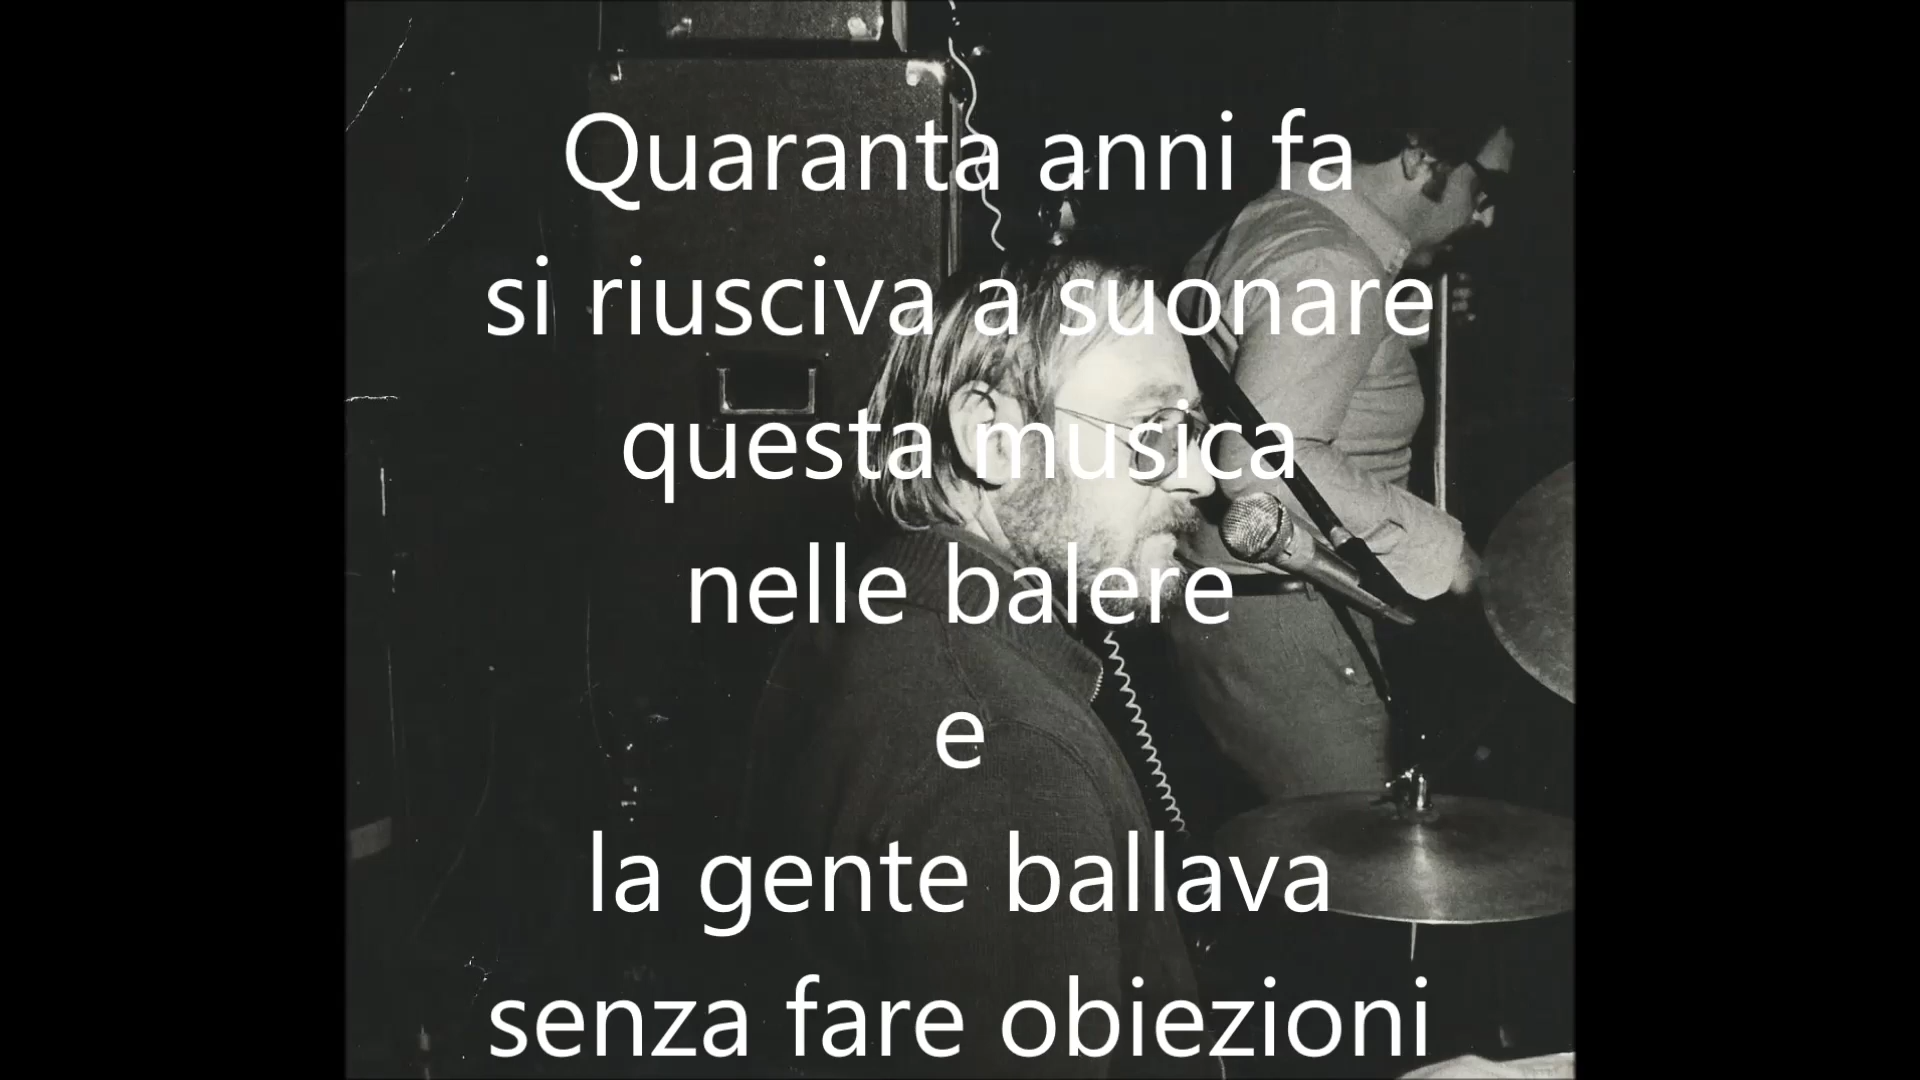 Quaranta anni fa
si riusciva a suonare
questa musica
nelle balere
e
la gente ballava
senza fare obiezioni